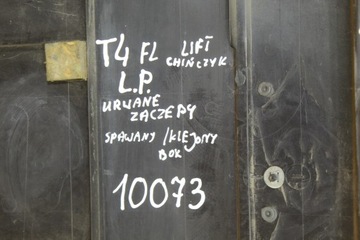 T4 FL LIFT
CHIŃCZYK
L.P.
URWANE
ZACZEPY
SPAWANY / KLEJONY
BOK
10073